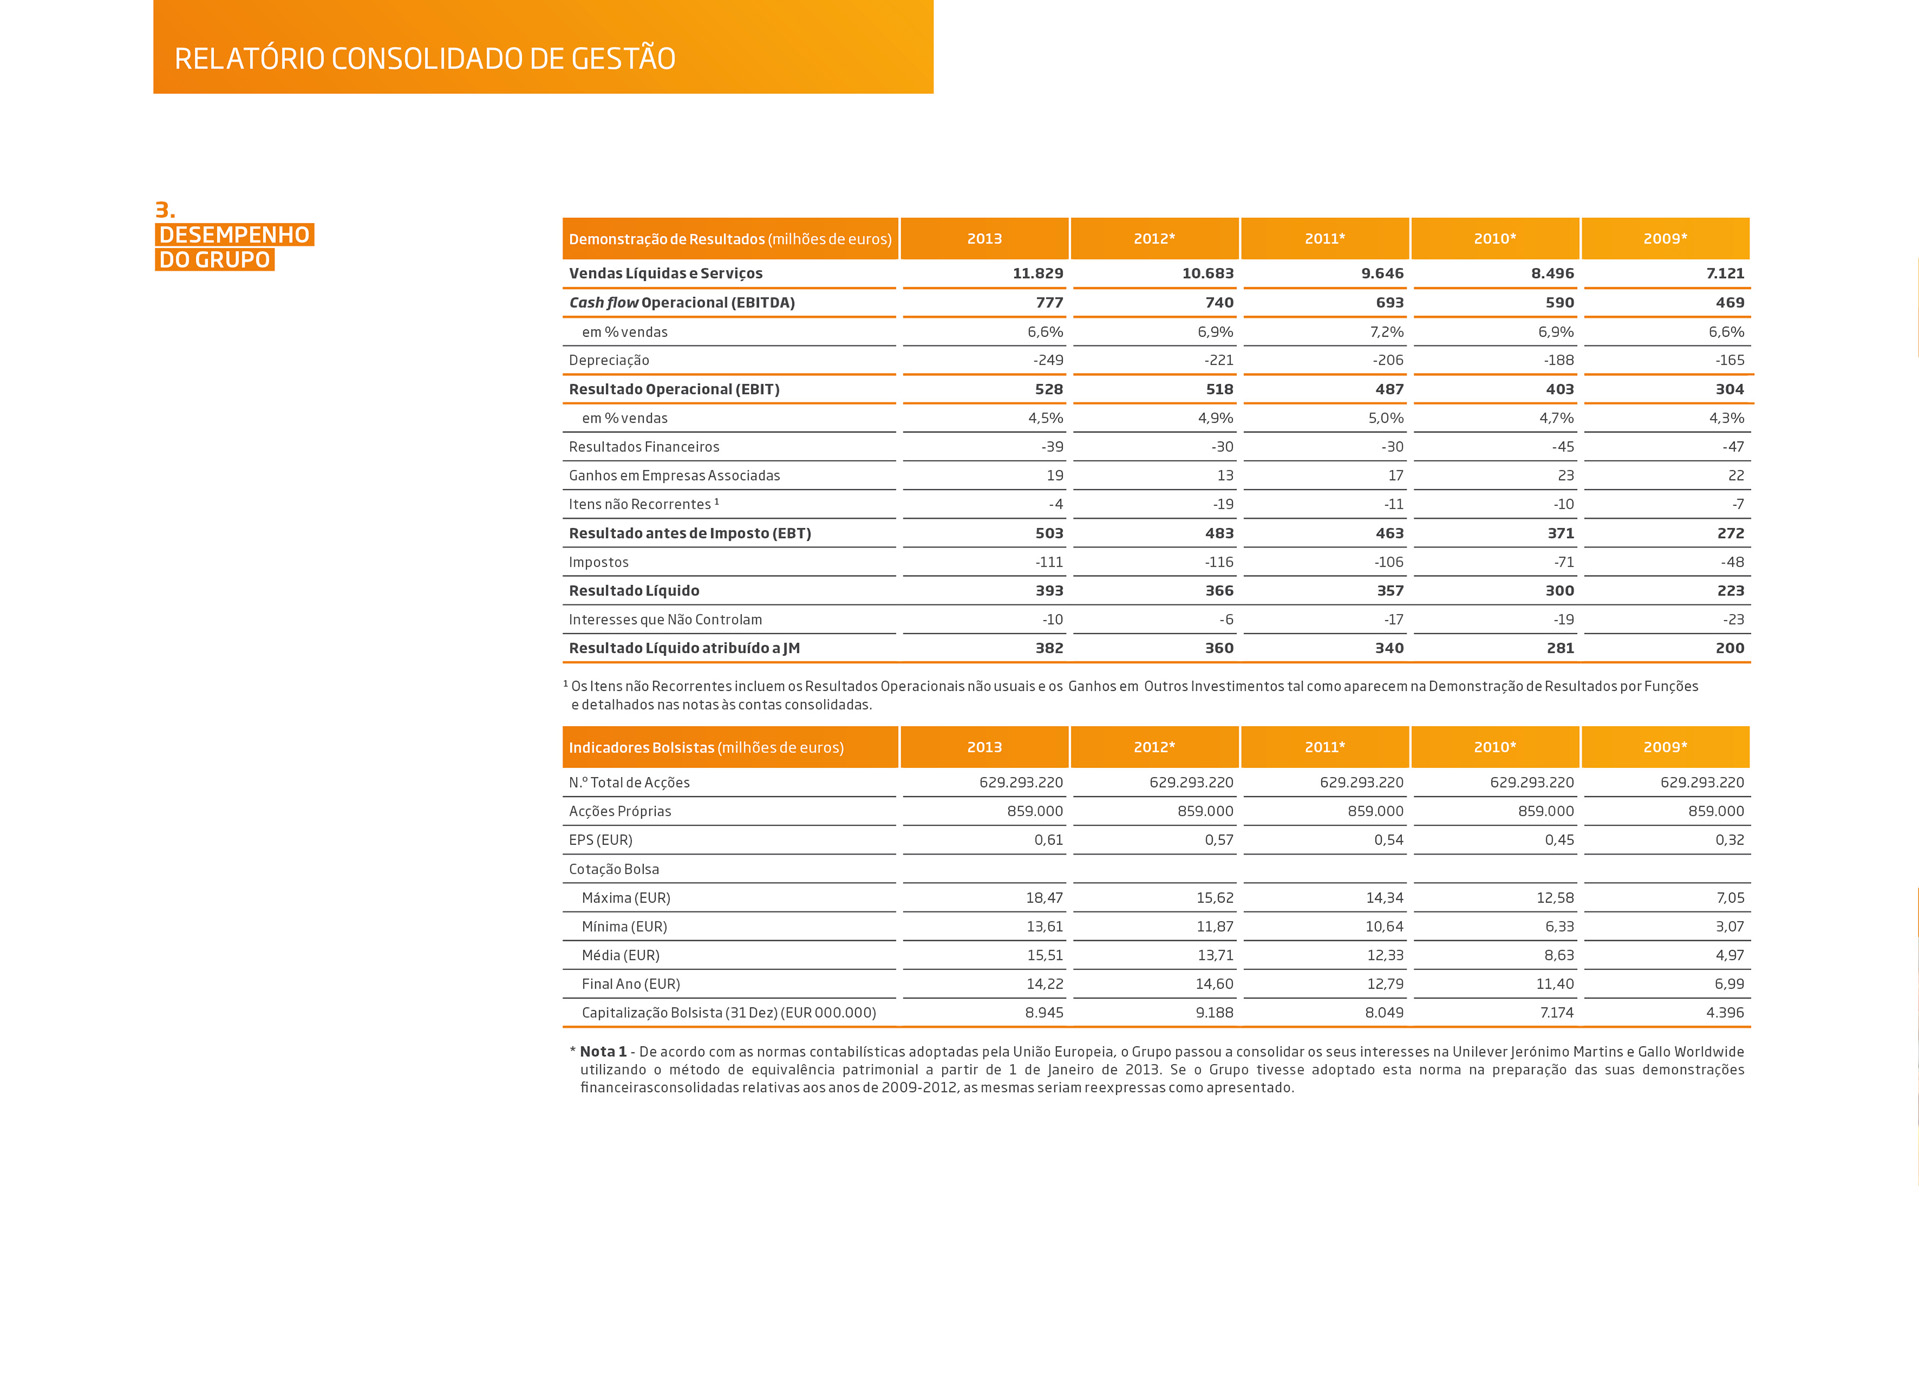 RELATÓRIO CONSOLIDADO DE GESTÃO
3.
DESEMPENHO
DO GRUPO
Demonstração de Resultados (milhões de euros) 2013 2012* 2011* 2010* 2009*
Vendas Líquidas e Serviços 11.829 10.683 9.646 8.496 7.121
Cash flow Operacional (EBITDA) 777 740 693 590 469
em % vendas 6,6% 6,9% 7,2% 6,9% 6,6%
Depreciação -249 -221 -206 -188 -165
Resultado Operacional (EBIT) 528 518 487 403 304
em % vendas 4,5% 4,9% 5,0% 4,7% 4,3%
Resultados Financeiros -39 -30 -30 -45 -47
Ganhos em Empresas Associadas 19 13 17 23 22
Itens não Recorrentes ¹ -4 -19 -11 -10 -7
Resultado antes de Imposto (EBT) 503 483 463 371 272
Impostos -111 -116 -106 -71 -48
Resultado Líquido 393 366 357 300 223
Interesses que Não Controlam -10 -6 -17 -19 -23
Resultado Líquido atribuído a JM 382 360 340 281 200
¹ Os Itens não Recorrentes incluem os Resultados Operacionais não usuais e os Ganhos em Outros Investimentos tal como aparecem na Demonstração de Resultados por Funções
e detalhados nas notas às contas consolidadas.
Indicadores Bolsistas (milhões de euros) 2013 2012* 2011* 2010* 2009*
N.º Total de Acções 629.293.220 629.293.220 629.293.220 629.293.220 629.293.220
Acções Próprias 859.000 859.000 859.000 859.000 859.000
EPS (EUR) 0,61 0,57 0,54 0,45 0,32
Cotação Bolsa
Máxima (EUR) 18,47 15,62 14,34 12,58 7,05
Mínima (EUR) 13,61 11,87 10,64 6,33 3,07
Média (EUR) 15,51 13,71 12,33 8,63 4,97
Final Ano (EUR) 14,22 14,60 12,79 11,40 6,99
Capitalização Bolsista (31 Dez) (EUR 000.000) 8.945 9.188 8.049 7.174 4.396
* Nota 1 - De acordo com as normas contabilísticas adoptadas pela União Europeia, o Grupo passou a consolidar os seus interesses na Unilever Jerónimo Martins e Gallo Worldwide
utilizando o método de equivalência patrimonial a partir de 1 de Janeiro de 2013. Se o Grupo tivesse adoptado esta norma na preparação das suas demonstrações
financeirasconsolidadas relativas aos anos de 2009-2012, as mesmas seriam reexpressas como apresentado.